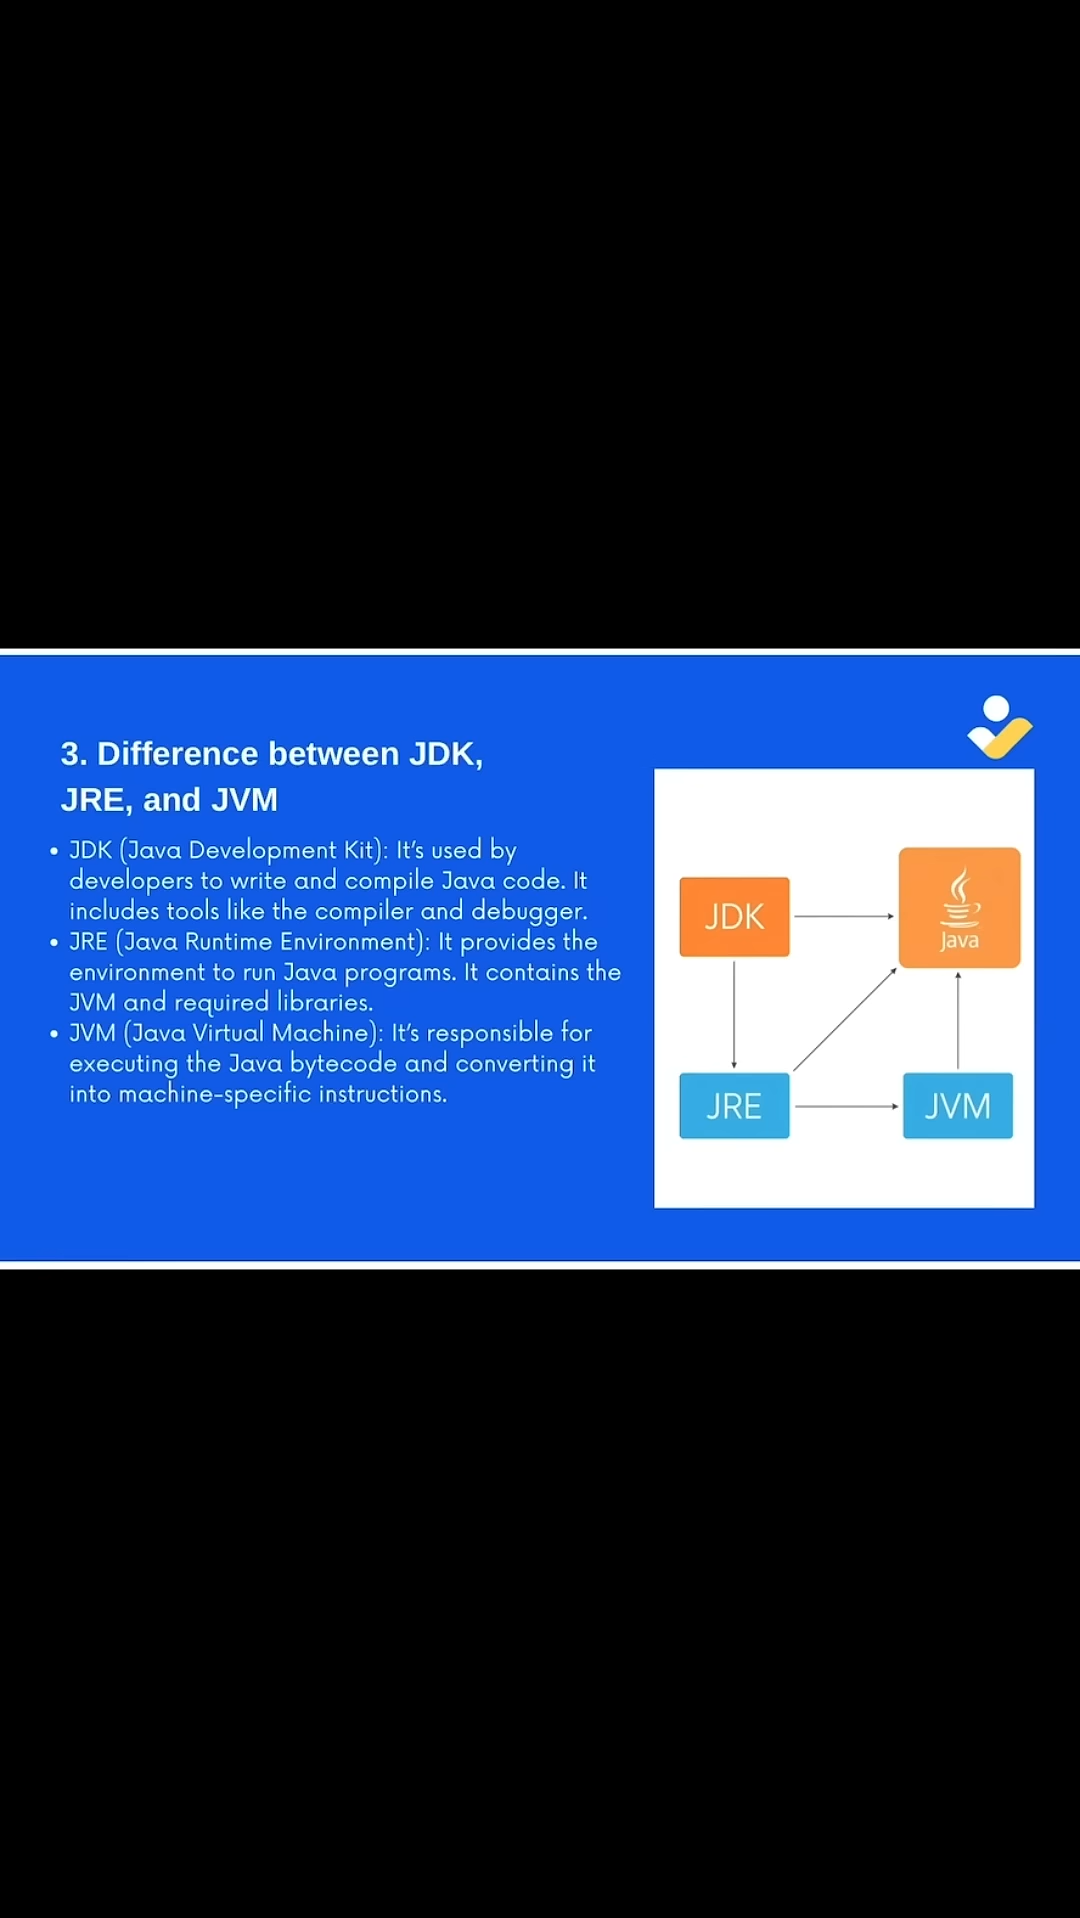 3. Difference between JDK,
JRE, and JVM
• JDK (Java Development Kit): It’s used by
developers to write and compile Java code. It
includes tools like the compiler and debugger.
• JRE (Java Runtime Environment): It provides the
environment to run Java programs. It contains the
JVM and required libraries.
• JVM (Java Virtual Machine): It’s responsible for
executing the Java bytecode and converting it
into machine-specific instructions.
JDK
Java
JRE
JVM